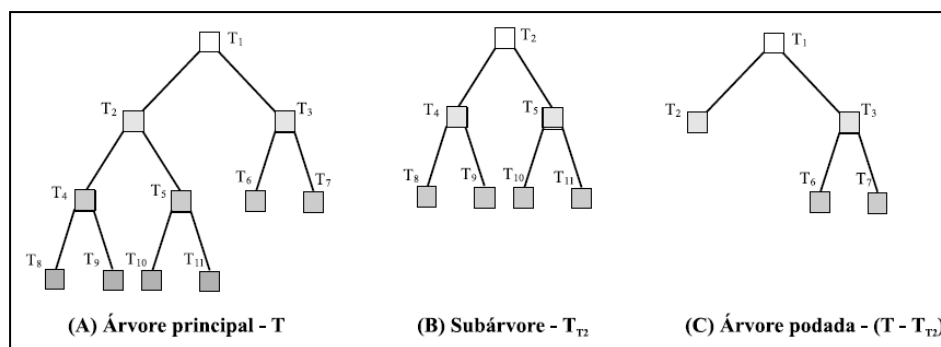 T1
T2
T3
T4
T5
T6
T7
T8
T9
T10
T11
(A) Árvore principal - T
T2
T4
T5
T8
T9
T10
T11
(B) Subárvore - TT2
T1
T2
T3
T6
T7
(C) Árvore podada - (T - TT2)